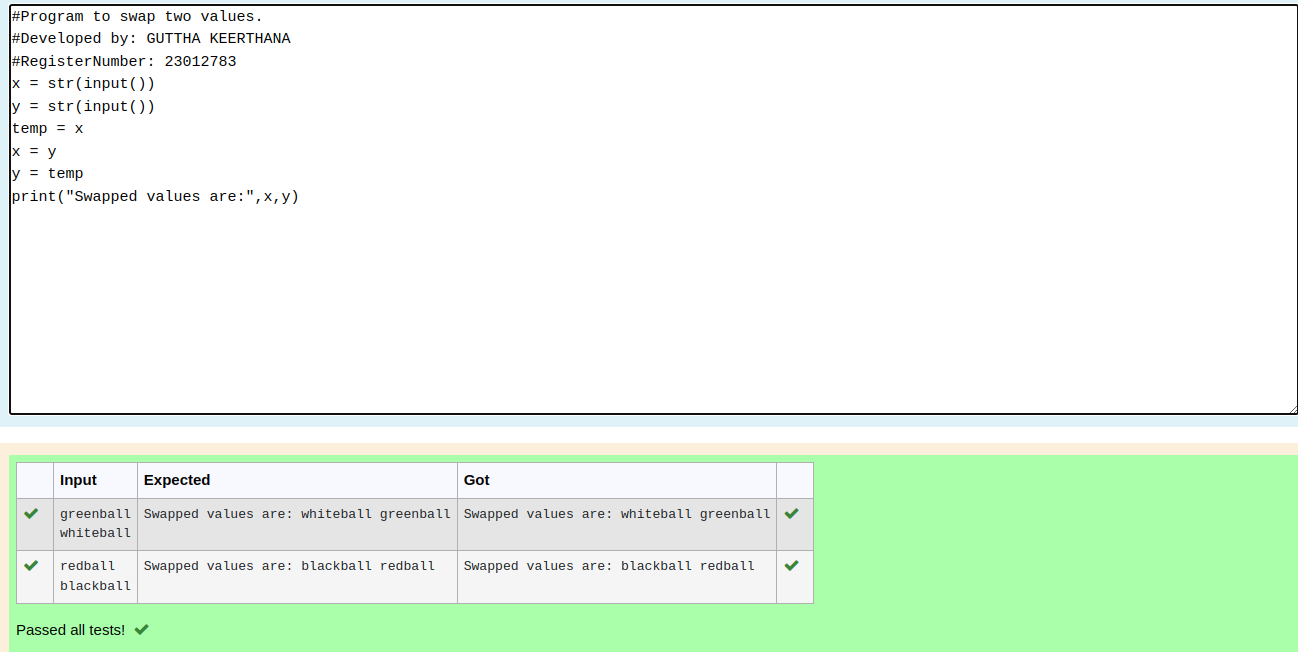 #Program to swap two values.
#Developed by: GUTTHA KEERTHANA
#RegisterNumber: 23012783
x = str(input())
y = str(input())
temp = x
x = y
y = temp
print("Swapped values are:",x,y)
Input Expected Got
greenball Swapped values are: whiteball greenball Swapped values are: whiteball greenball
whiteball
redball Swapped values are: blackball redball Swapped values are: blackball redball
blackball
Passed all tests!